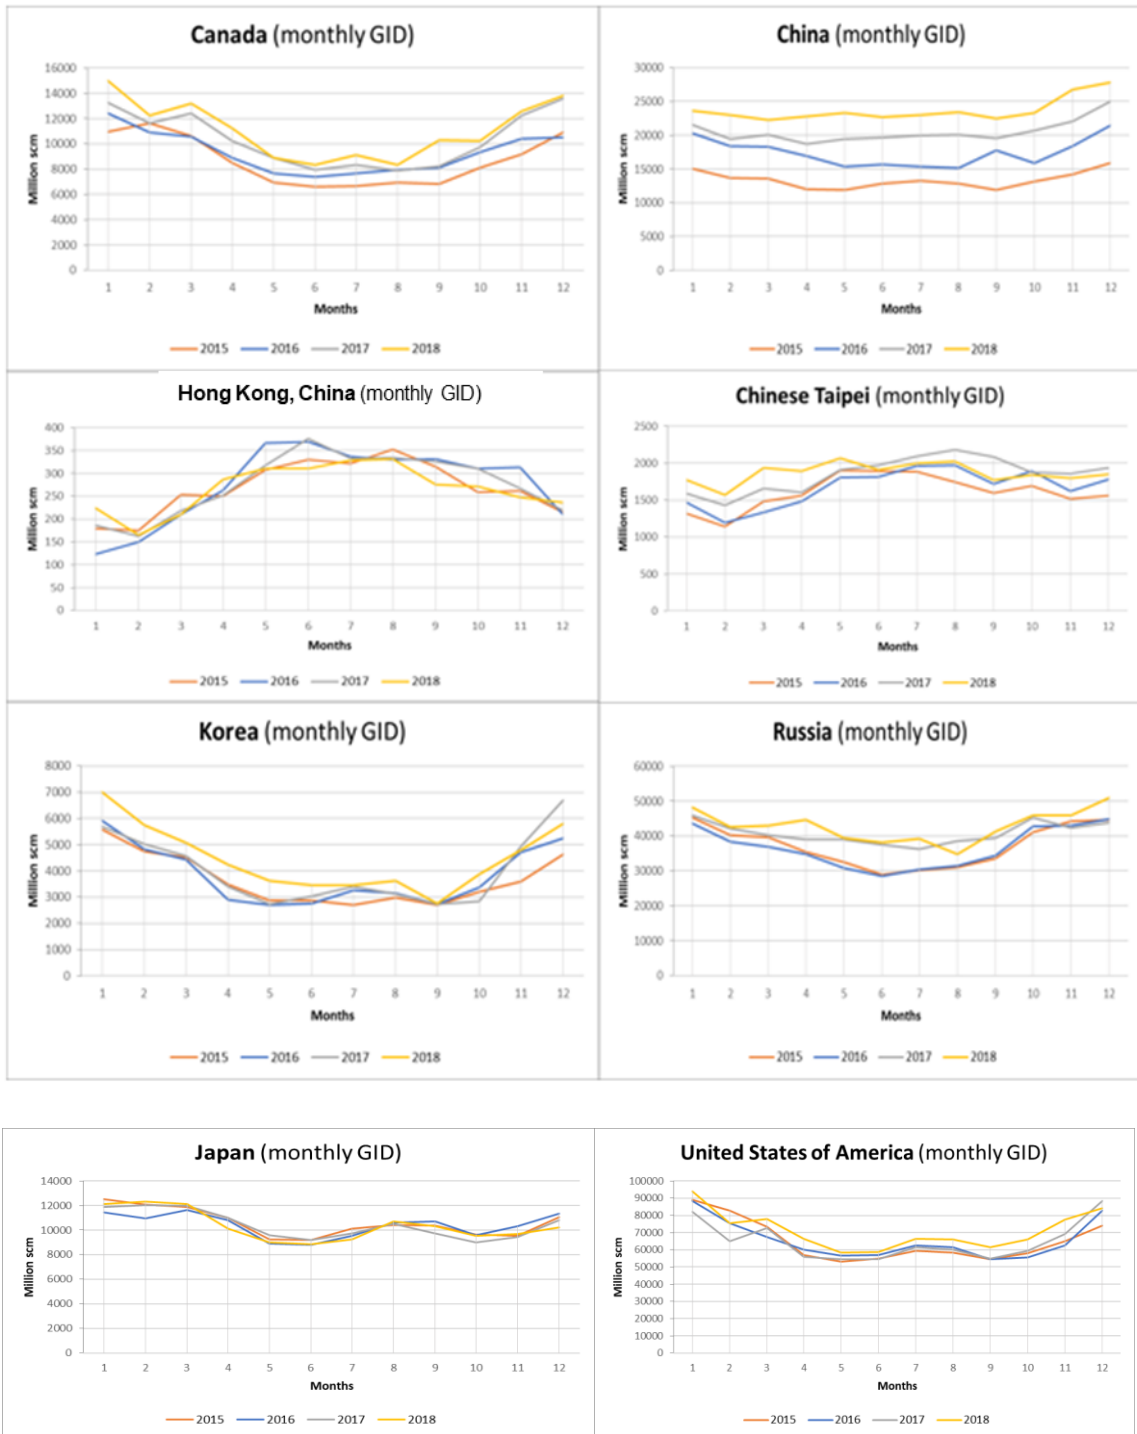 Canada (monthly GID)
16000
14000
12000
10000
8000
6000
4000
2000
0
Million scm
1 2 3 4 5 6 7 8 9 10 11 12
Months
2015 2016 2017 2018
China (monthly GID)
30000
25000
20000
15000
10000
5000
0
Million scm
1 2 3 4 5 6 7 8 9 10 11 12
Months
2015 2016 2017 2018
Hong Kong, China (monthly GID)
400
350
300
250
200
150
100
50
0
Million scm
1 2 3 4 5 6 7 8 9 10 11 12
Months
2015 2016 2017 2018
Chinese Taipei (monthly GID)
2500
2000
1500
1000
500
0
Million scm
1 2 3 4 5 6 7 8 9 10 11 12
Months
2015 2016 2017 2018
Korea (monthly GID)
8000
7000
6000
5000
4000
3000
2000
1000
0
Million scm
1 2 3 4 5 6 7 8 9 10 11 12
Months
2015 2016 2017 2018
Russia (monthly GID)
60000
50000
40000
30000
20000
10000
0
Million scm
1 2 3 4 5 6 7 8 9 10 11 12
Months
2015 2016 2017 2018
Japan (monthly GID)
14000
12000
10000
8000
6000
4000
2000
0
Million scm
1 2 3 4 5 6 7 8 9 10 11 12
Months
2015 2016 2017 2018
United States of America (monthly GID)
100000
90000
80000
70000
60000
50000
40000
30000
20000
10000
0
Million scm
1 2 3 4 5 6 7 8 9 10 11 12
Months
2015 2016 2017 2018